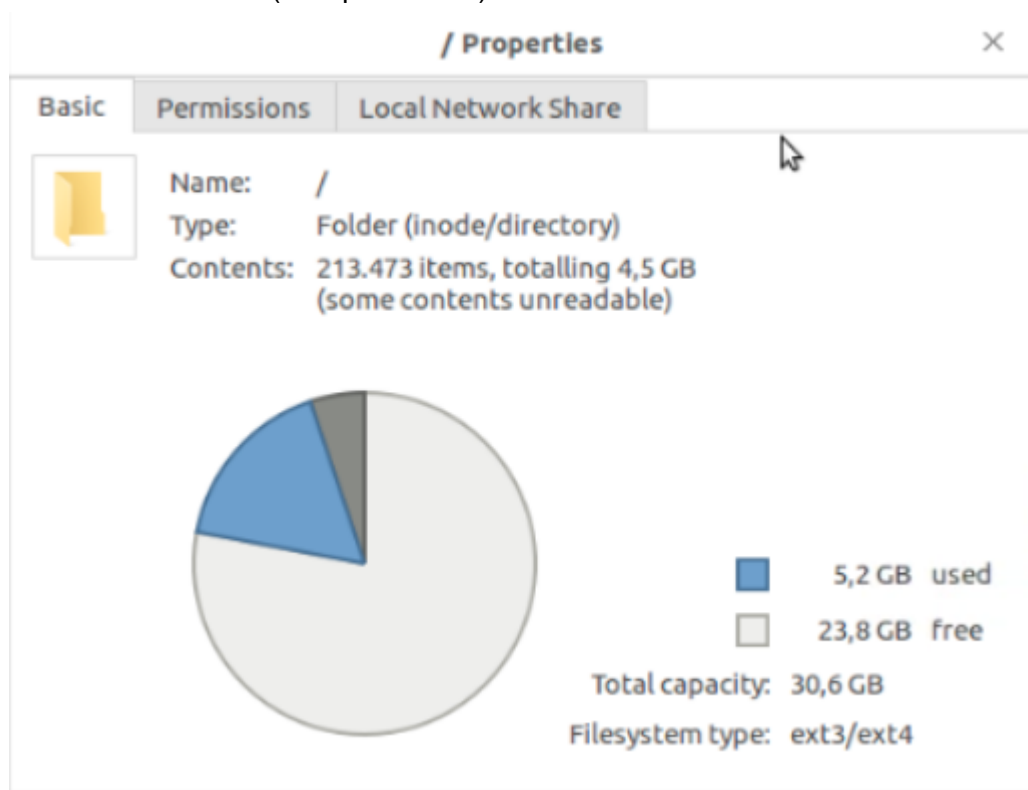 / Properties
Basic Permissions Local Network Share
Name: /
Type: Folder (inode/directory)
Contents: 213.473 items, totalling 4,5 GB
(some contents unreadable)
5,2 GB used
23,8 GB free
Total capacity: 30,6 GB
Filesystem type: ext3/ext4